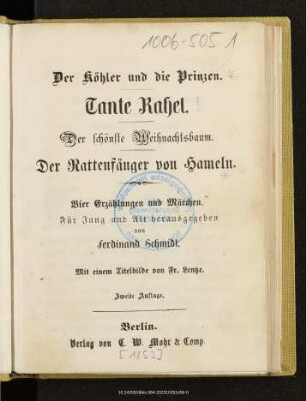 1006-505 1
Der Köhler und die Prinzen.
Tante Rahel.
Der schönste Weihnachtsbaum.
Der Rattenfänger von Hameln.
Vier Erzählungen und Märchen.
Für Jung und Alt herausgegeben
von
Ferdinand Schmidt.
Mit einem Titelbilde von Fr. Lentze.
Zweite Auflage.
Berlin.
Verlag von C. W. Mohr & Comp.